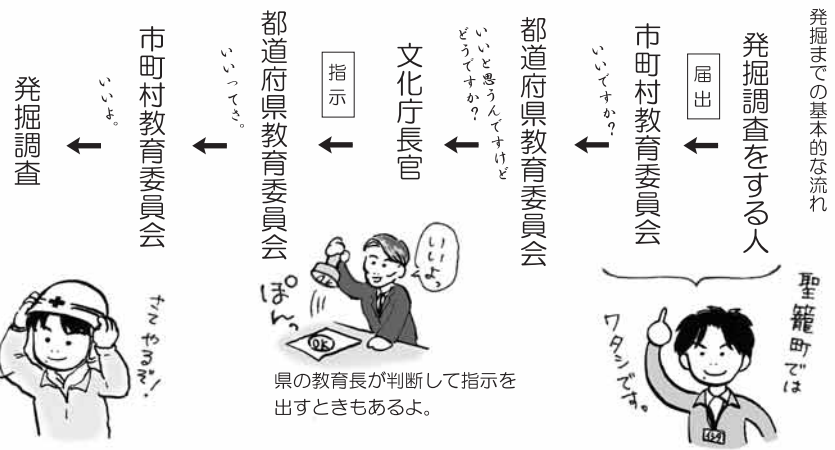 発掘までの基本的な流れ
発掘調査をする人
届出
市町村教育委員会
いいですか？
都道府県教育委員会
いいと思うんですけど
どうですか？
文化庁長官
指示
都道府県教育委員会
いいってさ。
市町村教育委員会
いいよ。
発掘調査
聖籠町では
ワタシです。
いいよっ
ぽんっ
OK
県の教育長が判断して指示を
出すときもあるよ。
さてやるぞ！